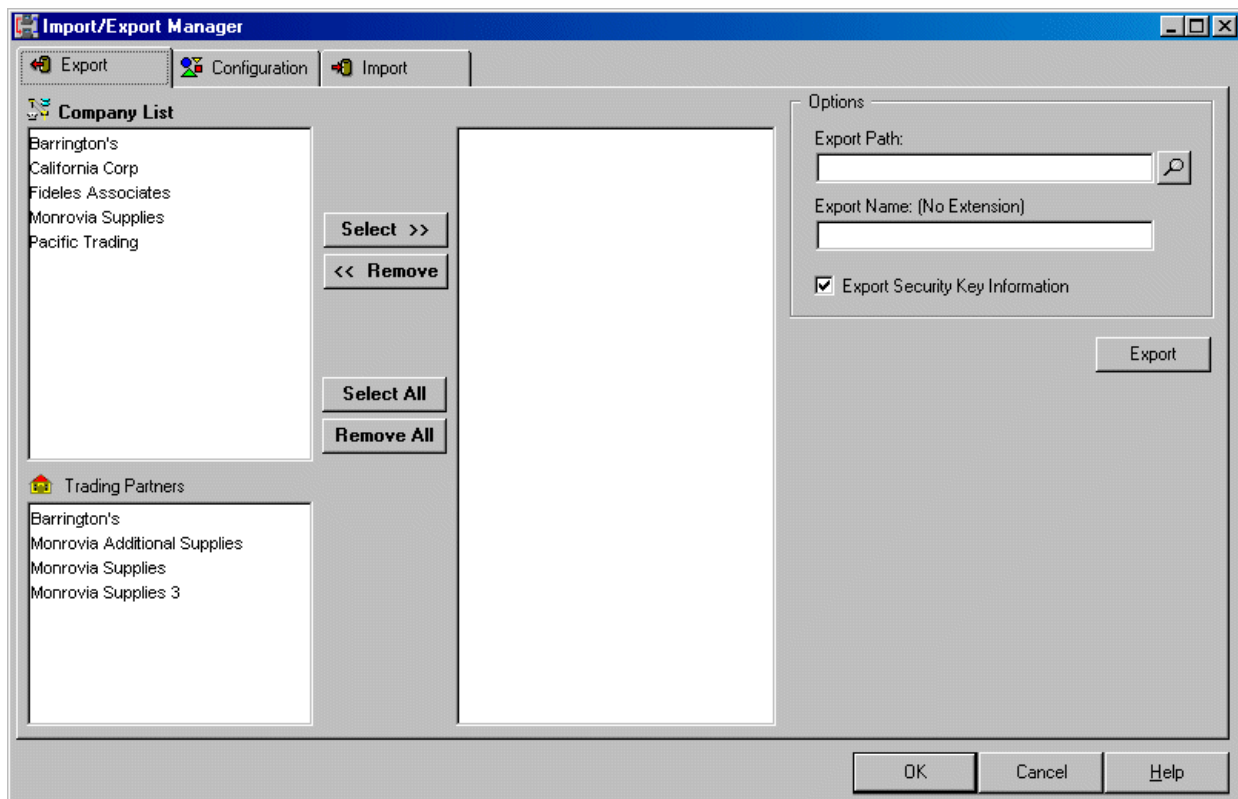 Import/Export Manager
Export
Configuration
Import
Company List
Barrington's
California Corp
Fideles Associates
Monrovia Supplies
Pacific Trading
Select >>
<< Remove
Select All
Remove All
Trading Partners
Barrington's
Monrovia Additional Supplies
Monrovia Supplies
Monrovia Supplies 3
Options
Export Path:
Export Name: (No Extension)
Export Security Key Information
Export
OK
Cancel
Help